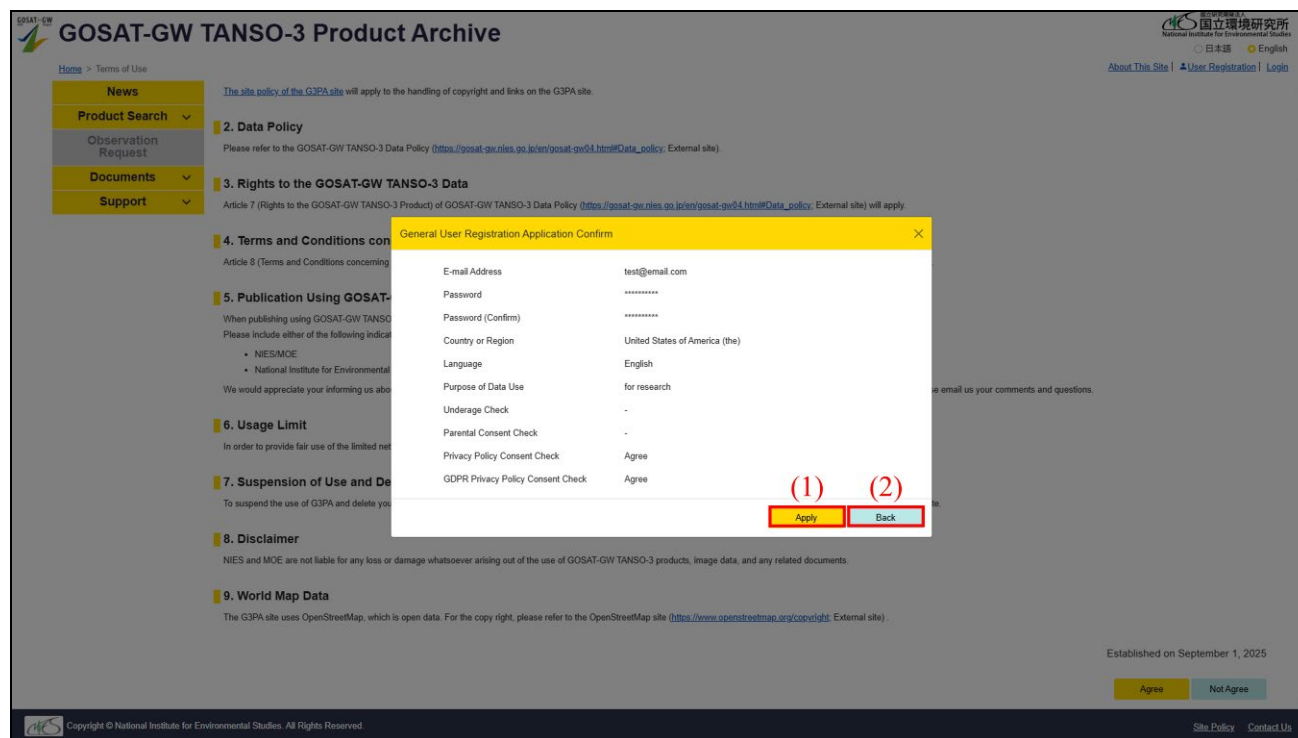 GOSAT-GW
GOSAT-GW TANSO-3 Product Archive
国立研究開発法人
国立環境研究所
National Institute for Environmental Studies
日本語 English
Home > Terms of Use
About This Site | User Registration | Login
News
Product Search
Observation
Request
Documents
Support
The site policy of the G3PA site will apply to the handling of copyright and links on the G3PA site.
2. Data Policy
Please refer to the GOSAT-GW TANSO-3 Data Policy (https://gosat-gw.nies.go.jp/en/gosat-gw04.html#Data_policy; External site).
3. Rights to the GOSAT-GW TANSO-3 Data
Article 7 (Rights to the GOSAT-GW TANSO-3 Product) of GOSAT-GW TANSO-3 Data Policy (https://gosat-gw.nies.go.jp/en/gosat-gw04.html#Data_policy; External site) will apply.
4. Terms and Conditions con
Article 8 (Terms and Conditions concerning
5. Publication Using GOSAT-
When publishing using GOSAT-GW TANSO
Please include either of the following indicat
• NIES/MOE
• National Institute for Environmental
We would appreciate your informing us abo
e email us your comments and questions.
6. Usage Limit
In order to provide fair use of the limited net
7. Suspension of Use and De
To suspend the use of G3PA and delete you
te.
8. Disclaimer
NIES and MOE are not liable for any loss or damage whatsoever arising out of the use of GOSAT-GW TANSO-3 products, image data, and any related documents.
9. World Map Data
The G3PA site uses OpenStreetMap, which is open data. For the copy right, please refer to the OpenStreetMap site (https://www.openstreetmap.org/copyright; External site) .
General User Registration Application Confirm
E-mail Address test@email.com
Password **********
Password (Confirm) **********
Country or Region United States of America (the)
Language English
Purpose of Data Use for research
Underage Check -
Parental Consent Check -
Privacy Policy Consent Check Agree
GDPR Privacy Policy Consent Check Agree
(1) (2)
Apply Back
Established on September 1, 2025
Agree Not Agree
Copyright © National Institute for Environmental Studies. All Rights Reserved.
Site Policy Contact Us